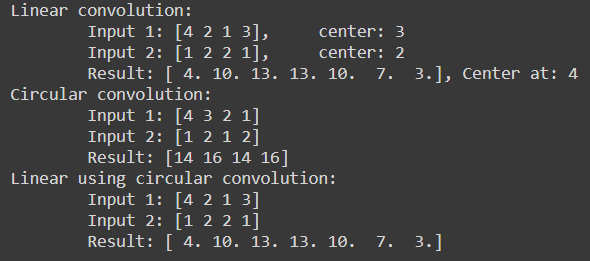 Linear convolution:
Input 1: [4 2 1 3],     center: 3
Input 2: [1 2 2 1],     center: 2
Result: [ 4. 10. 13. 13. 10.  7.  3.], Center at: 4
Circular convolution:
Input 1: [4 3 2 1]
Input 2: [1 2 1 2]
Result: [14 16 14 16]
Linear using circular convolution:
Input 1: [4 2 1 3]
Input 2: [1 2 2 1]
Result: [ 4. 10. 13. 13. 10.  7.  3.]